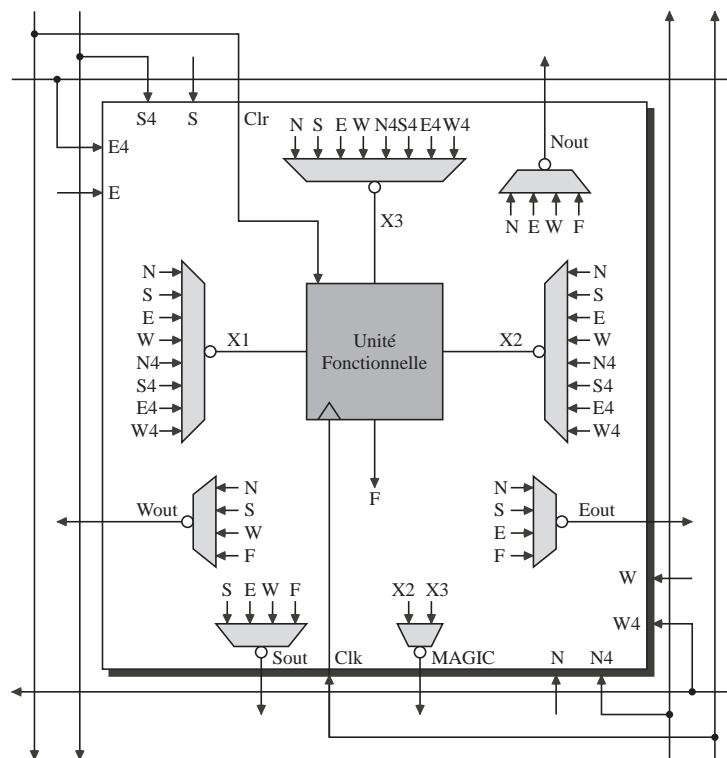 S4 S Clr
E4
E
N S E W N4 S4 E4 W4
X3
Nout
N E W F
N
S
E
W
N4
S4
E4
W4
X1
Unité
Fonctionnelle
X2
N
S
E
W
N4
S4
E4
W4
F
Wout
N
S
W
F
N
S
E
F
Eout
S E W F
Sout
Clk
X2 X3
MAGIC
N N4
W
W4